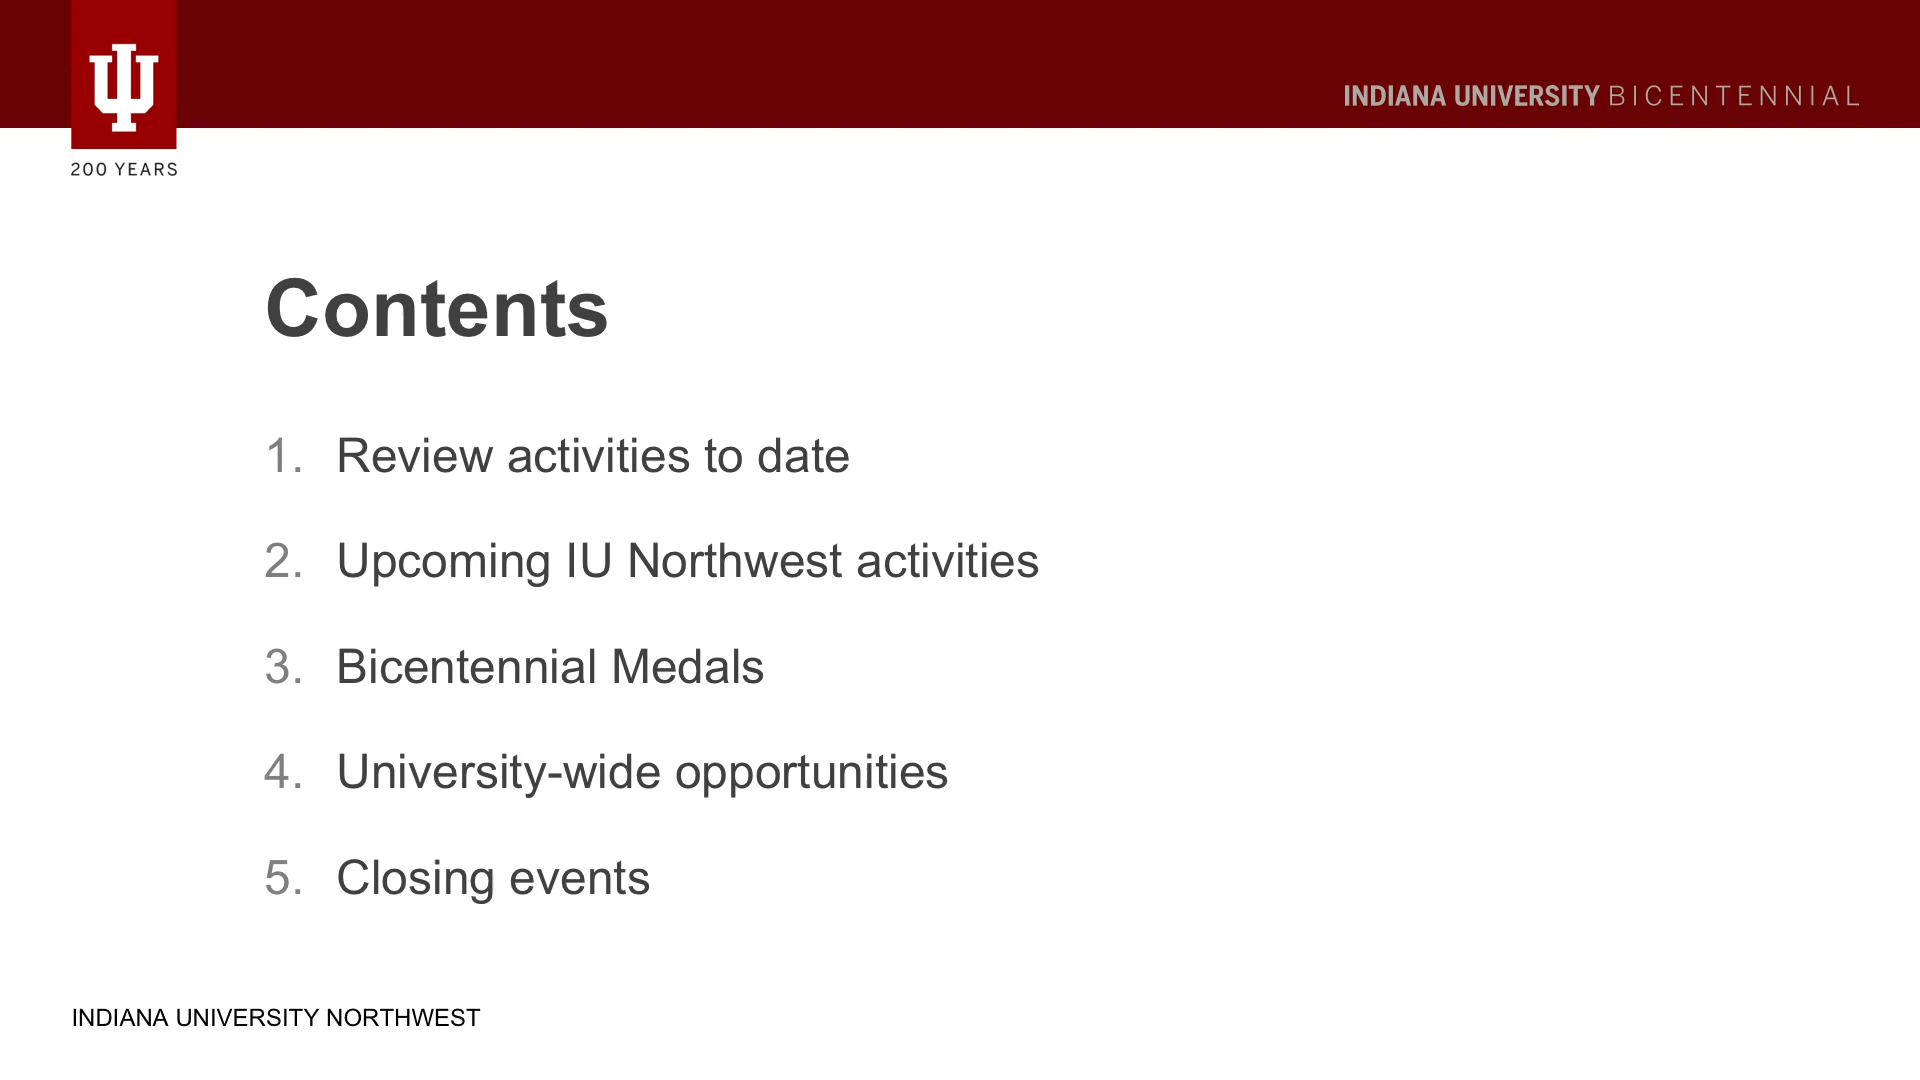 INDIANA UNIVERSITY BICENTENNIAL
200 YEARS
Contents
1. Review activities to date
2. Upcoming IU Northwest activities
3. Bicentennial Medals
4. University-wide opportunities
5. Closing events
INDIANA UNIVERSITY NORTHWEST